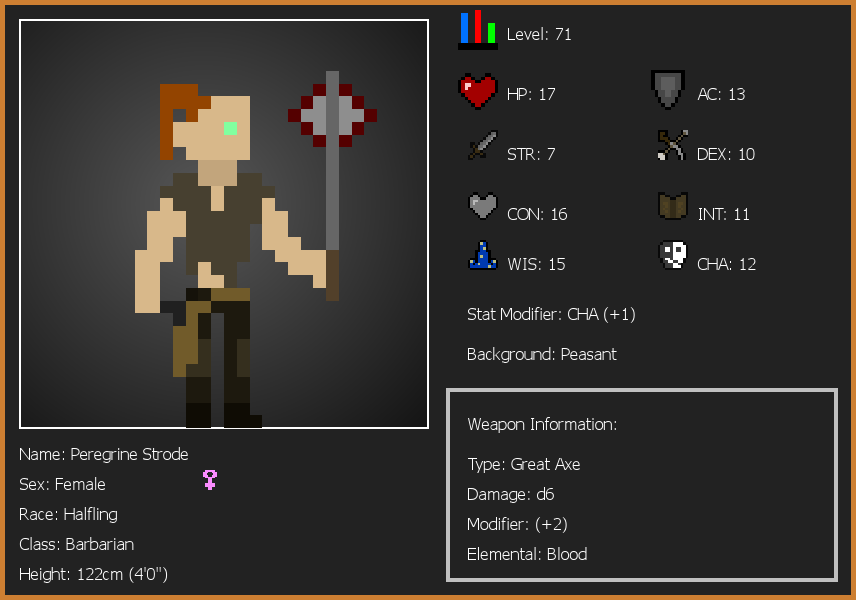 Level: 71
HP: 17
AC: 13
STR: 7
DEX: 10
CON: 16
INT: 11
WIS: 15
CHA: 12
Stat Modifier: CHA (+1)
Background: Peasant
Weapon Information:
Type: Great Axe
Damage: d6
Modifier: (+2)
Elemental: Blood
Name: Peregrine Strode
Sex: Female
Race: Halfling
Class: Barbarian
Height: 122cm (4'0")